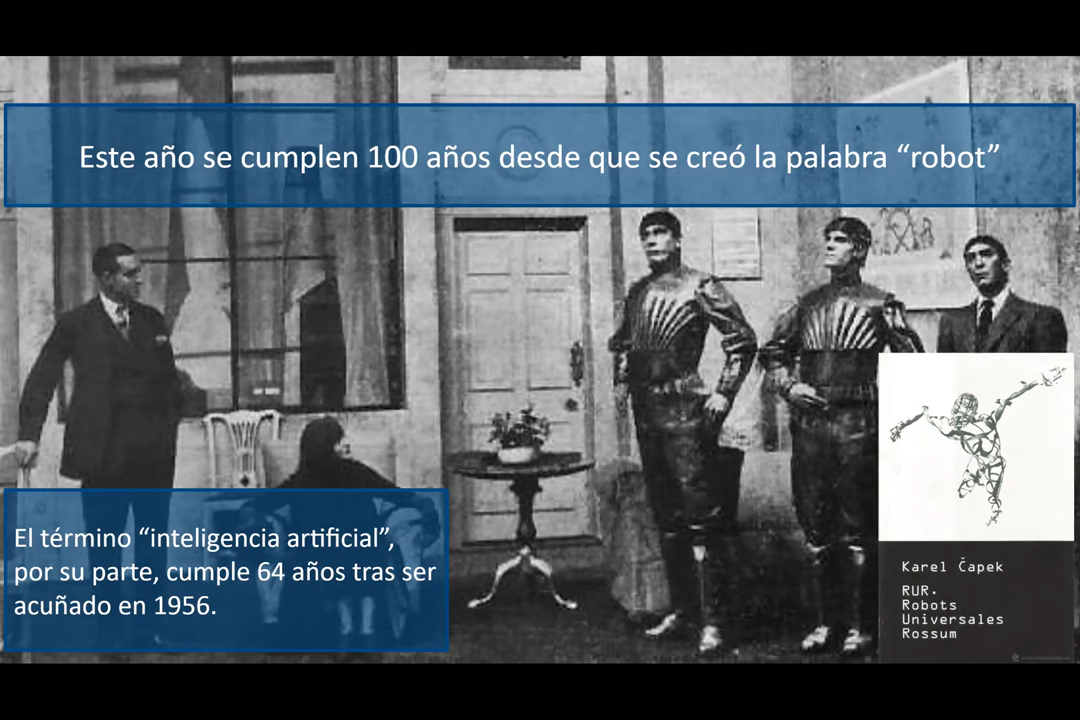 Este año se cumplen 100 años desde que se creó la palabra “robot”
El término “inteligencia artificial”,
por su parte, cumple 64 años tras ser
acuñado en 1956.
Karel Čapek
RUR.
Robots
Universales
Rossum